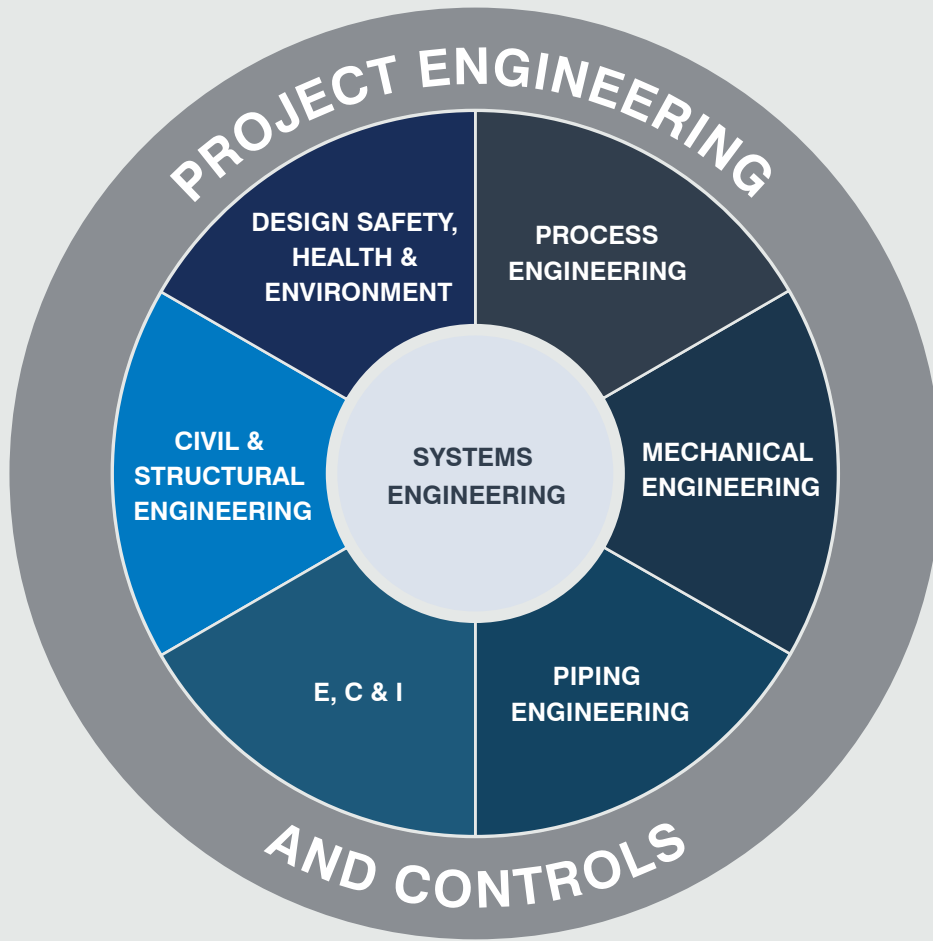 PROJECT ENGINEERING
DESIGN SAFETY,
HEALTH &
ENVIRONMENT
PROCESS
ENGINEERING
CIVIL &
STRUCTURAL
ENGINEERING
SYSTEMS
ENGINEERING
MECHANICAL
ENGINEERING
E, C & I
PIPING
ENGINEERING
AND CONTROLS